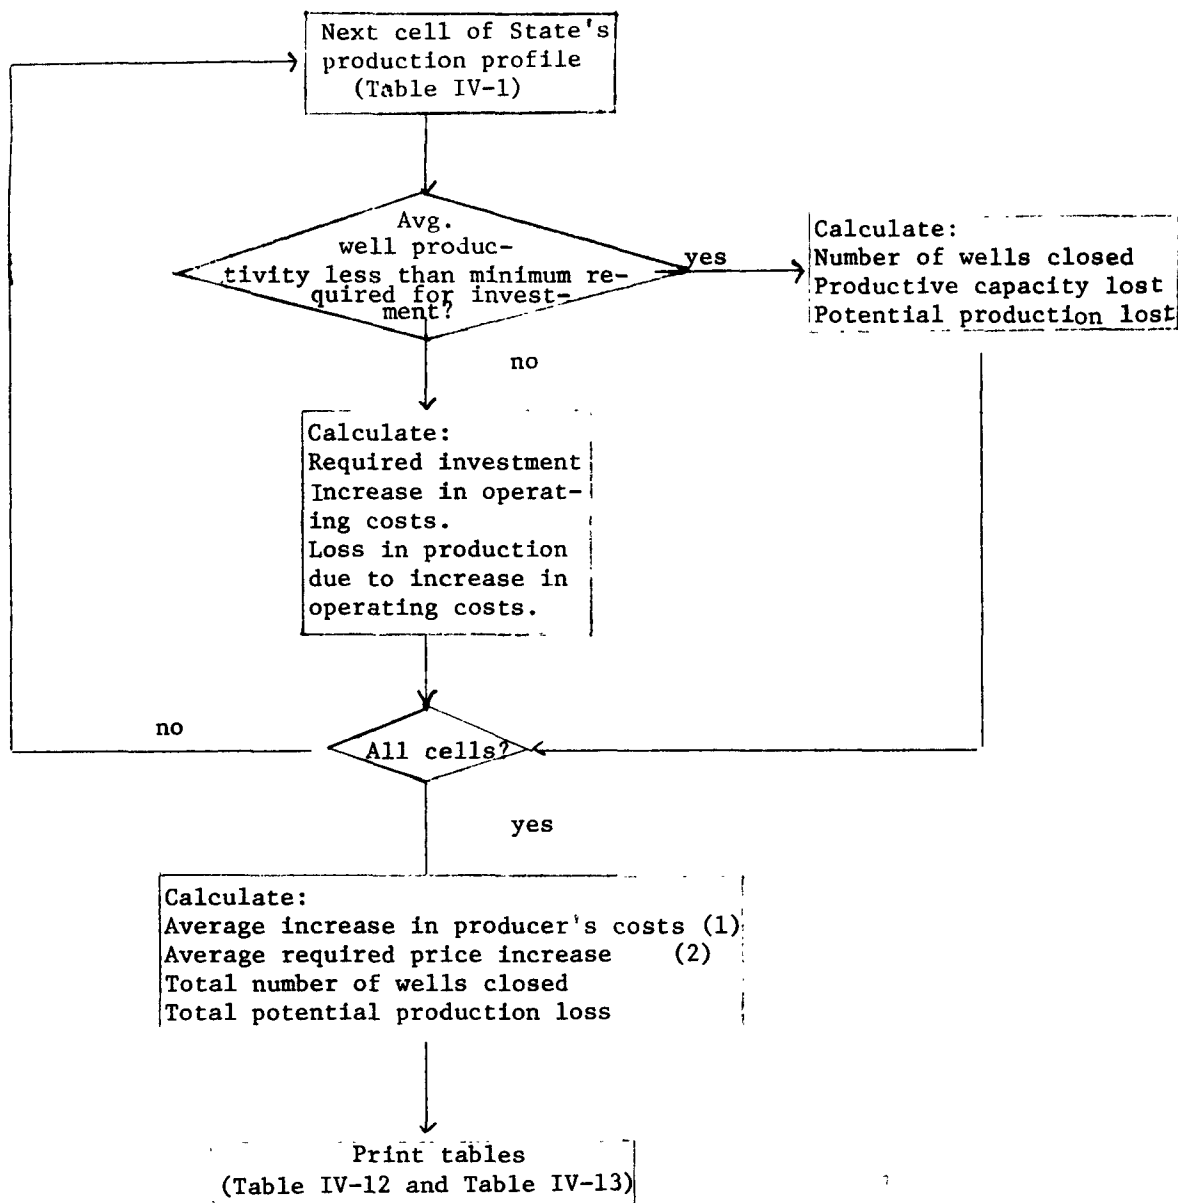 Next cell of State's
production profile
(Table IV-1)
Avg.
well produc-
tivity less than minimum re-
quired for invest-
ment?
yes
Calculate:
Number of wells closed
Productive capacity lost
Potential production lost
no
Calculate:
Required investment
Increase in operat-
ing costs.
Loss in production
due to increase in
operating costs.
no
All cells?
yes
Calculate:
Average increase in producer's costs (1)
Average required price increase (2)
Total number of wells closed
Total potential production loss
Print tables
(Table IV-12 and Table IV-13)